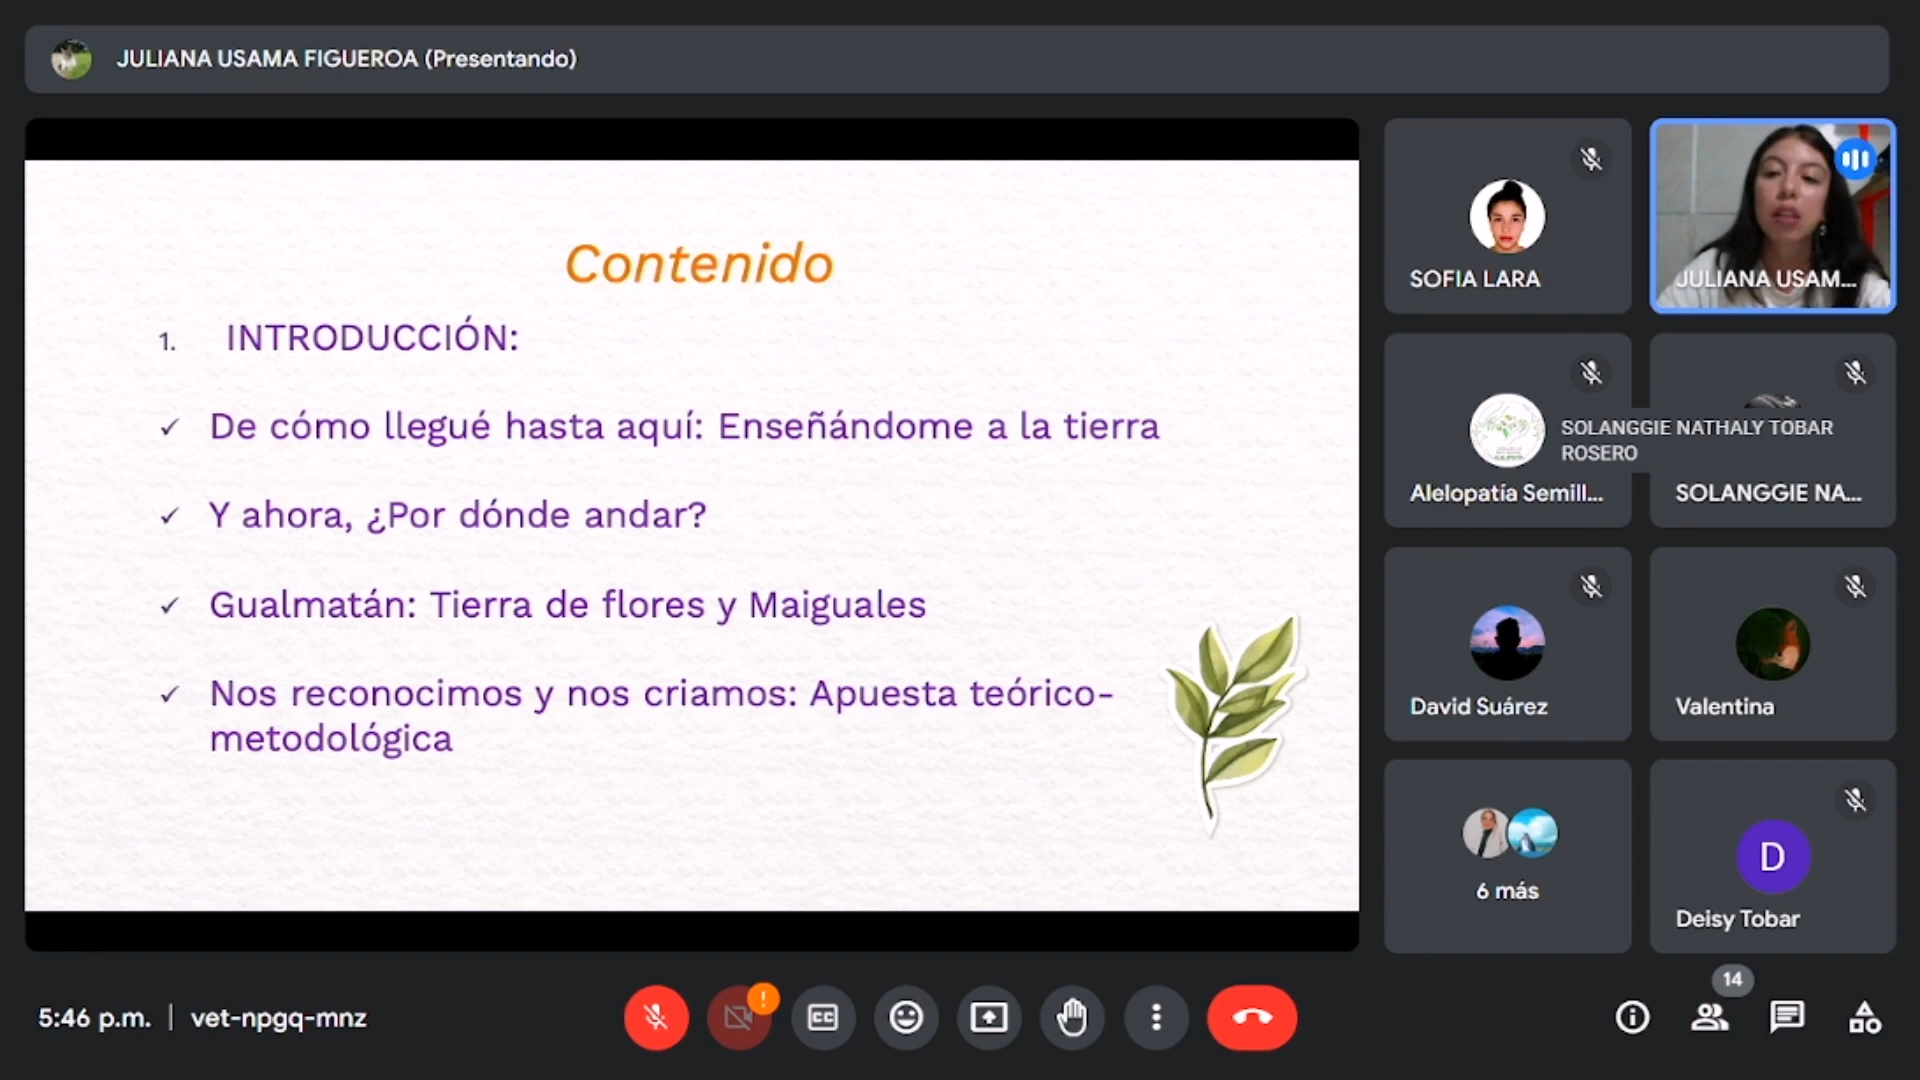 JULIANA USAMA FIGUEROA (Presentando)
Contenido
1. INTRODUCCIÓN:
✓ De cómo llegué hasta aquí: Enseñándome a la tierra
✓ Y ahora, ¿Por dónde andar?
✓ Gualmatán: Tierra de flores y Maiguales
✓ Nos reconocimos y nos criamos: Apuesta teórico-
metodológica
SOFIA LARA
JULIANA USAM...
Alelopatía Semill...
SOLANGGIE NATHALY TOBAR
ROSERO
SOLANGGIE NA...
David Suárez
Valentina
6 más
D
Deisy Tobar
5:46 p.m. | vet-npgq-mnz
!
CC
14